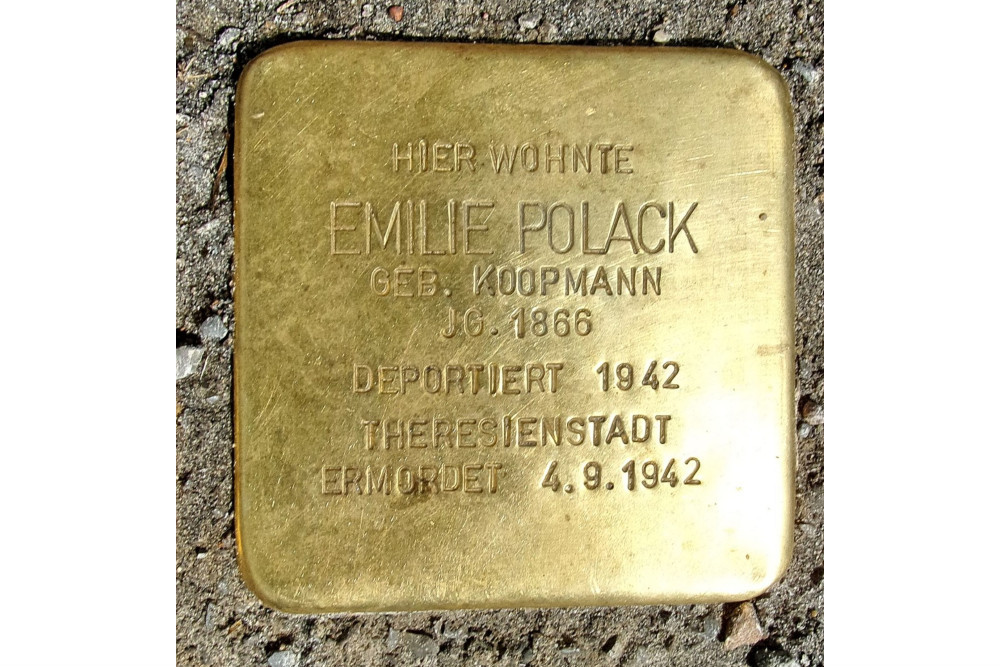 HIER WOHNTE
EMILIE POLACK
GEB. KOOPMANN
JG. 1866
DEPORTIERT 1942
THERESIENSTADT
ERMORDET 4.9.1942